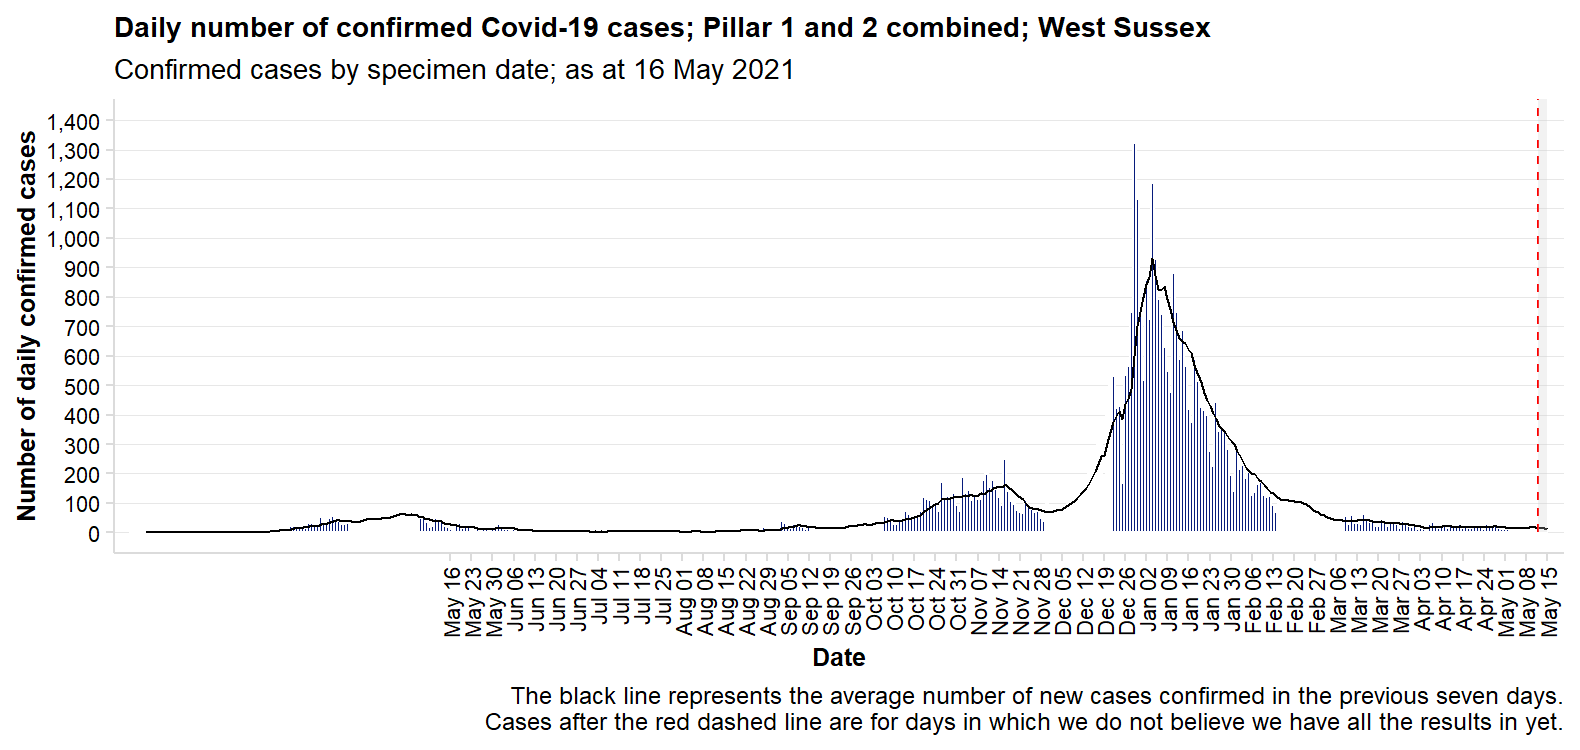 Daily number of confirmed Covid-19 cases; Pillar 1 and 2 combined; West Sussex
Confirmed cases by specimen date; as at 16 May 2021
Number of daily confirmed cases
1,400
1,300
1,200
1,100
1,000
900
800
700
600
500
400
300
200
100
0
May 16
May 23
May 30
Jun 06
Jun 13
Jun 20
Jun 27
Jul 04
Jul 11
Jul 18
Jul 25
Aug 01
Aug 08
Aug 15
Aug 22
Aug 29
Sep 05
Sep 12
Sep 19
Sep 26
Oct 03
Oct 10
Oct 17
Oct 24
Oct 31
Nov 07
Nov 14
Nov 21
Nov 28
Dec 05
Dec 12
Dec 19
Dec 26
Jan 02
Jan 09
Jan 16
Jan 23
Jan 30
Feb 06
Feb 13
Feb 20
Feb 27
Mar 06
Mar 13
Mar 20
Mar 27
Apr 03
Apr 10
Apr 17
Apr 24
May 01
May 08
May 15
Date
The black line represents the average number of new cases confirmed in the previous seven days.
Cases after the red dashed line are for days in which we do not believe we have all the results in yet.